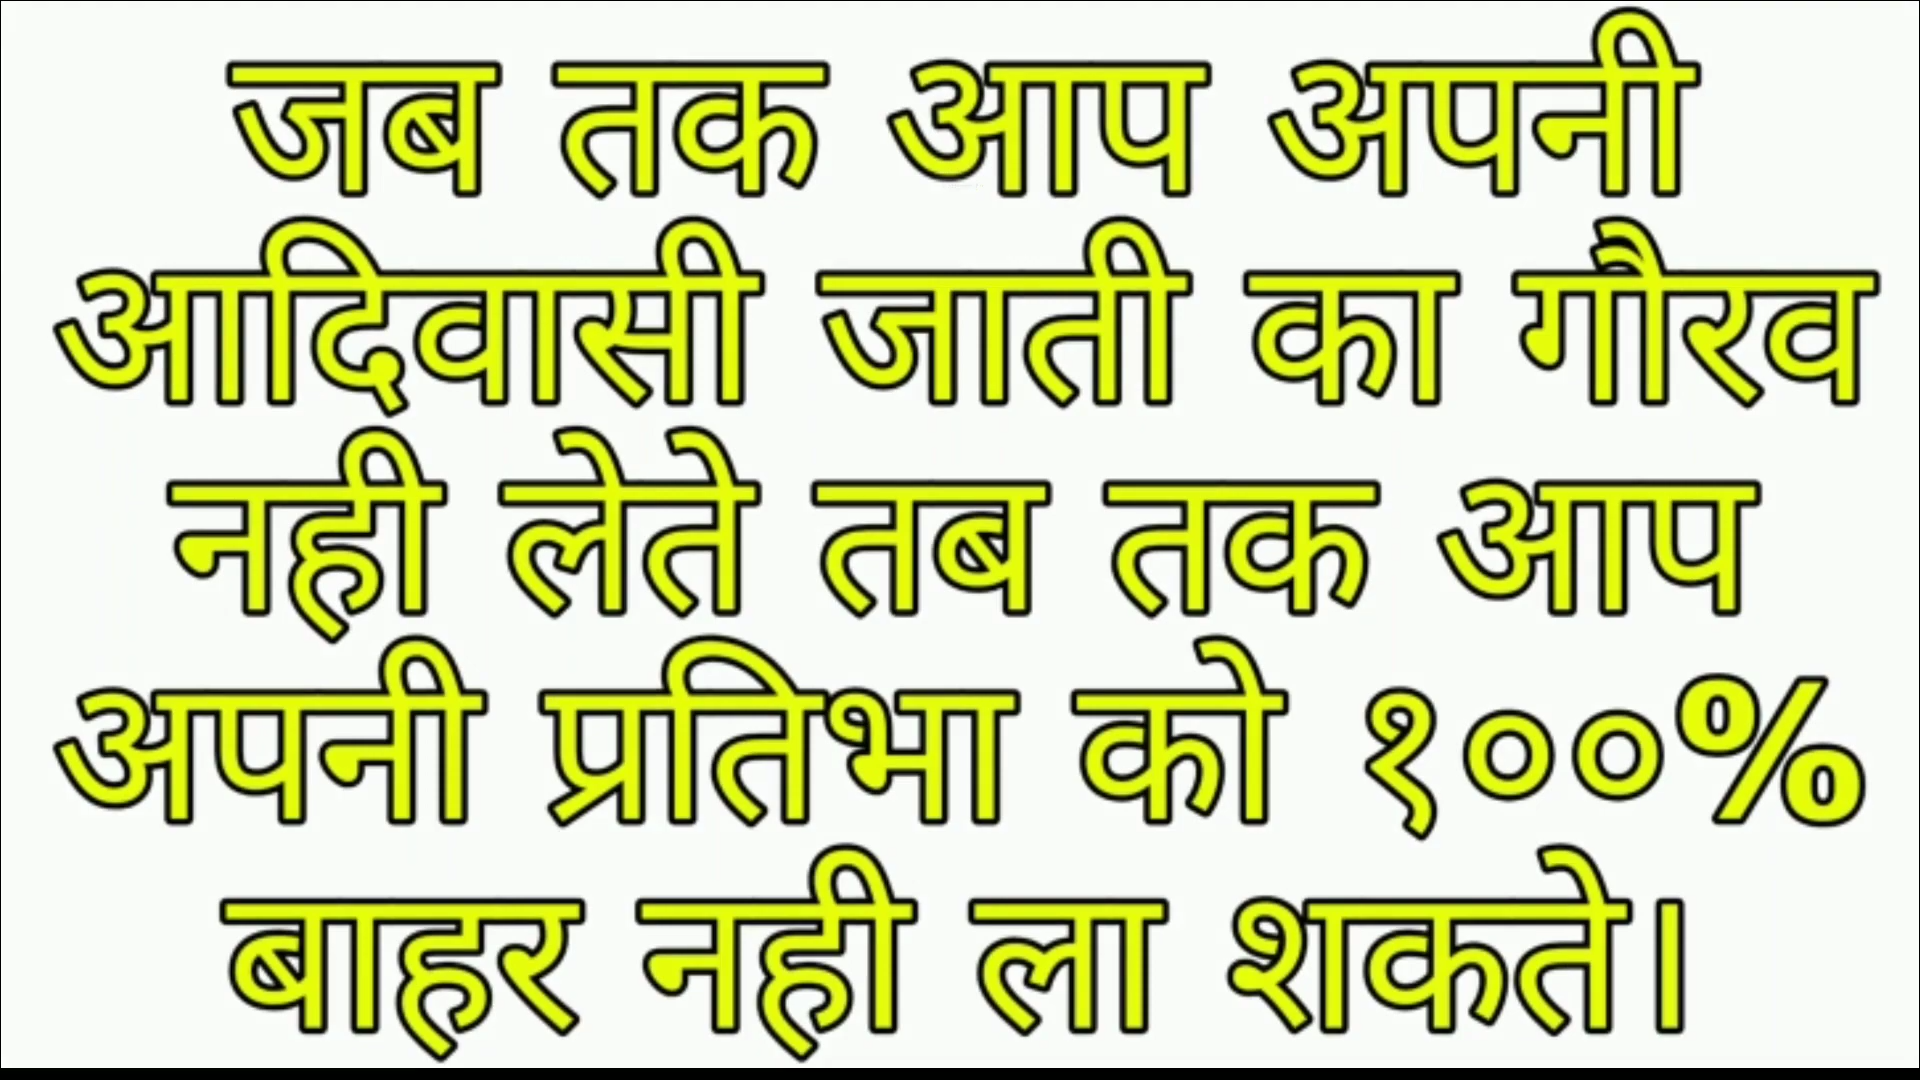 जब तक आप अपनी
आदिवासी जाती का गौरव
नही लेते तब तक आप
अपनी प्रतिभा को १००%
बाहर नही ला शकते।